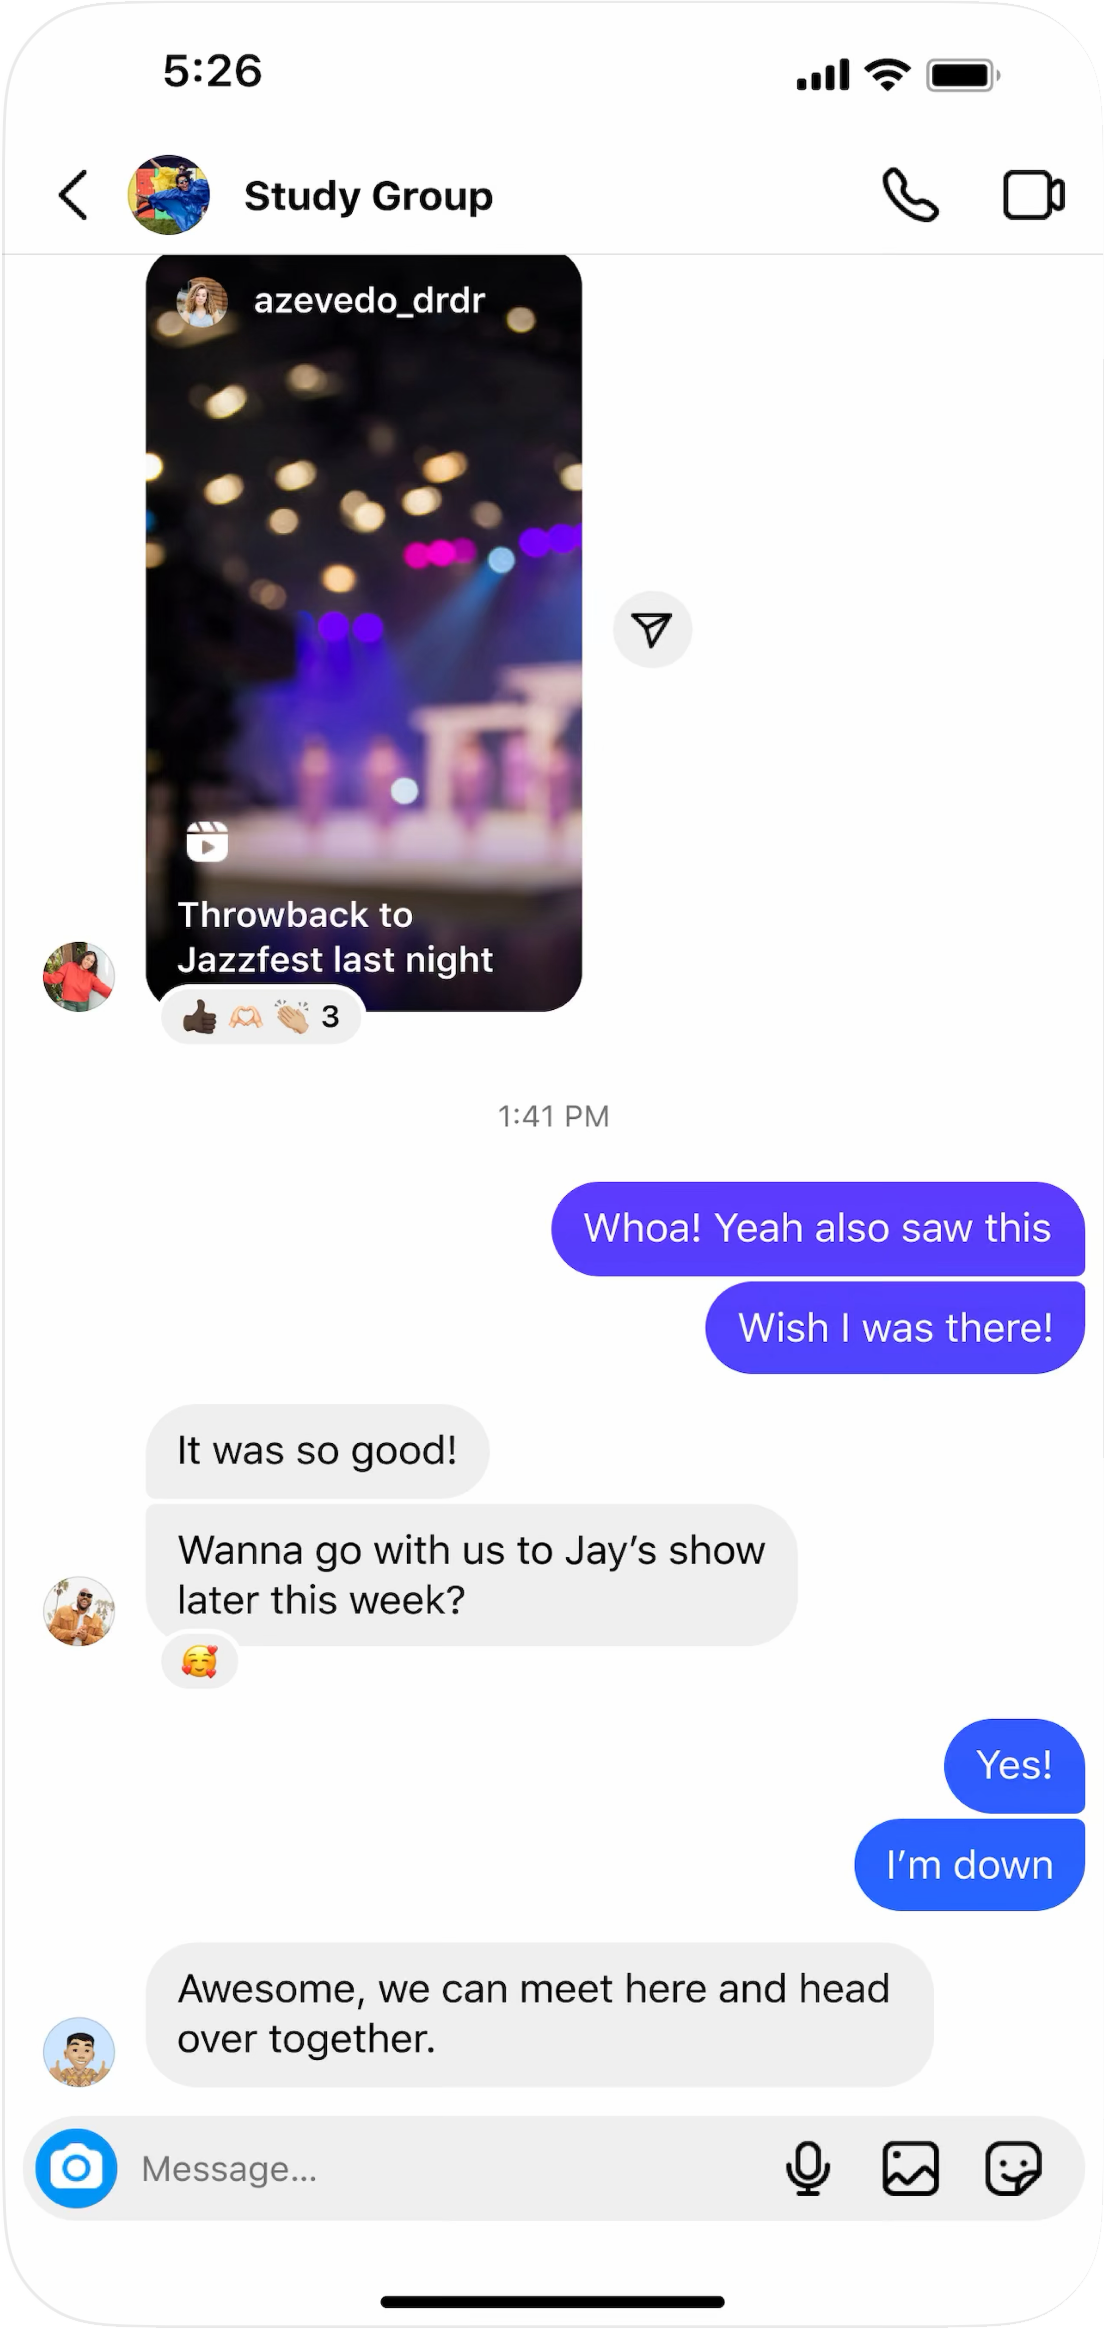 5:26
Study Group
azevedo_drdr
Throwback to
Jazzfest last night
3
1:41 PM
Whoa! Yeah also saw this
Wish I was there!
It was so good!
Wanna go with us to Jay’s show
later this week?
Yes!
I’m down
Awesome, we can meet here and head
over together.
Message...